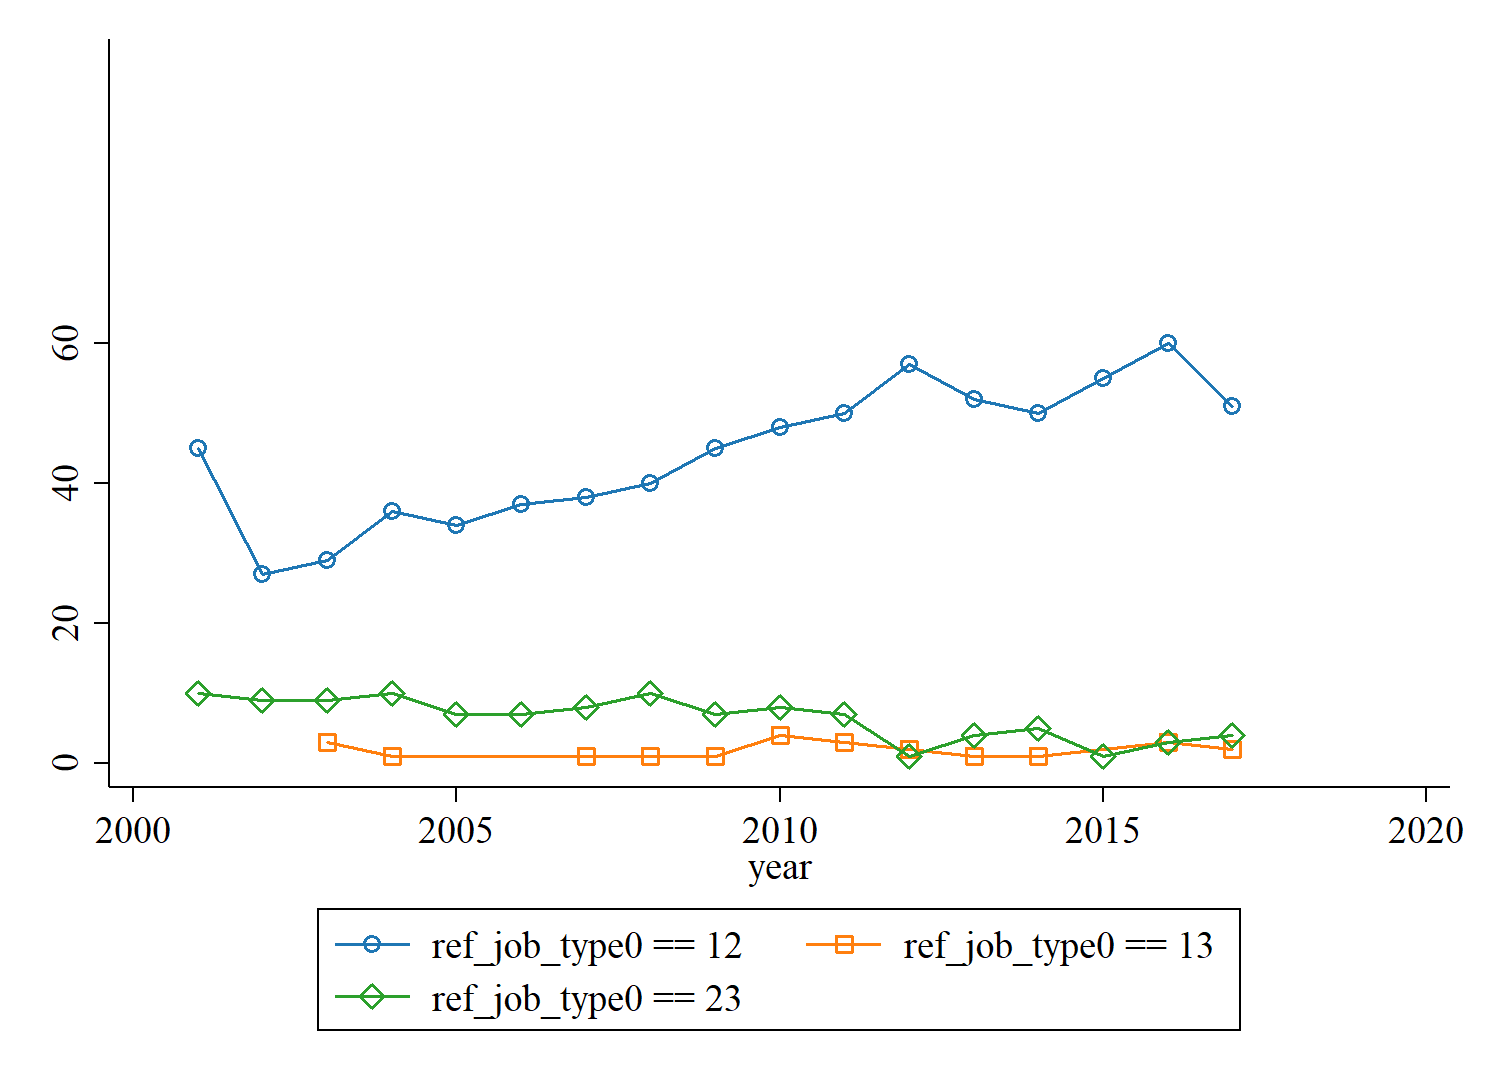 60
40
20
0
2000 2005 2010 2015 2020
year
ref_job_type0 == 12 ref_job_type0 == 13
ref_job_type0 == 23